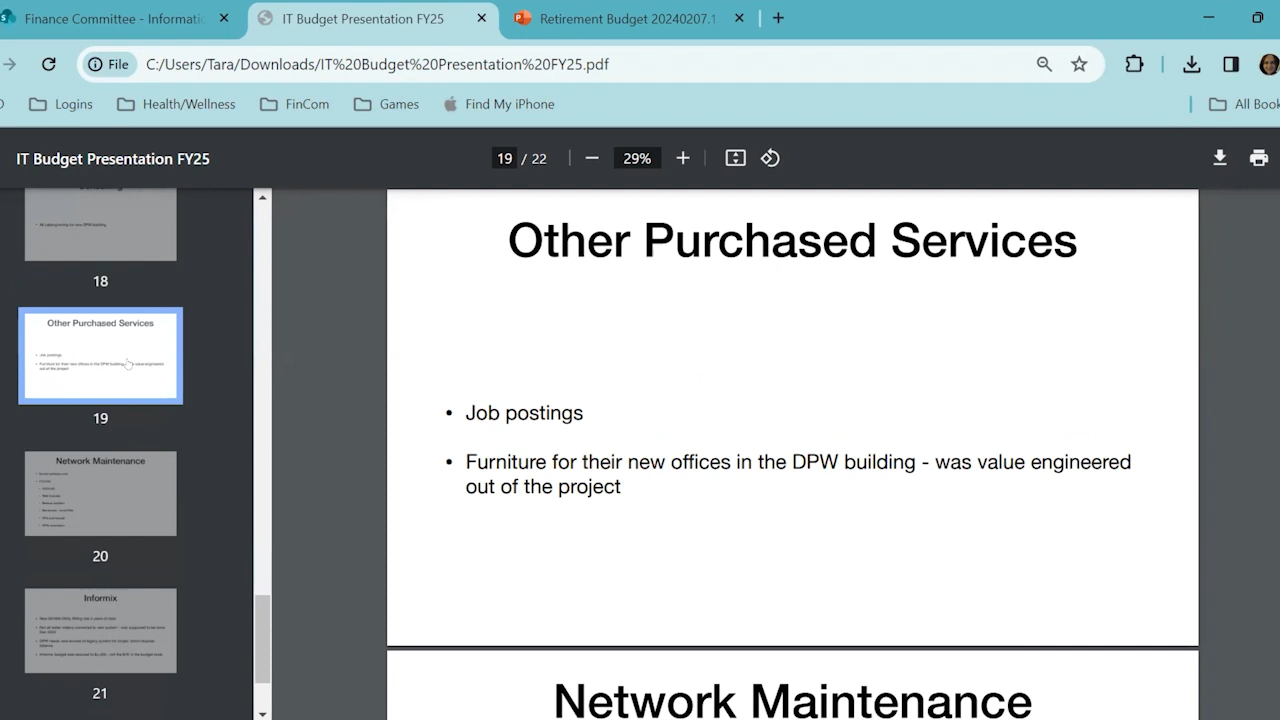 Finance Committee - Informati
IT Budget Presentation FY25
Retirement Budget 20240207.1
File
C:/Users/Tara/Downloads/IT%20Budget%20Presentation%20FY25.pdf
Logins
Health/Wellness
FinCom
Games
Find My iPhone
All Book
IT Budget Presentation FY25
19 / 22
29%
18
Other Purchased Services
Job postings
19
Network Maintenance
20
Informix
21
Other Purchased Services
• Job postings
• Furniture for their new offices in the DPW building - was value engineered
out of the project
Network Maintenance